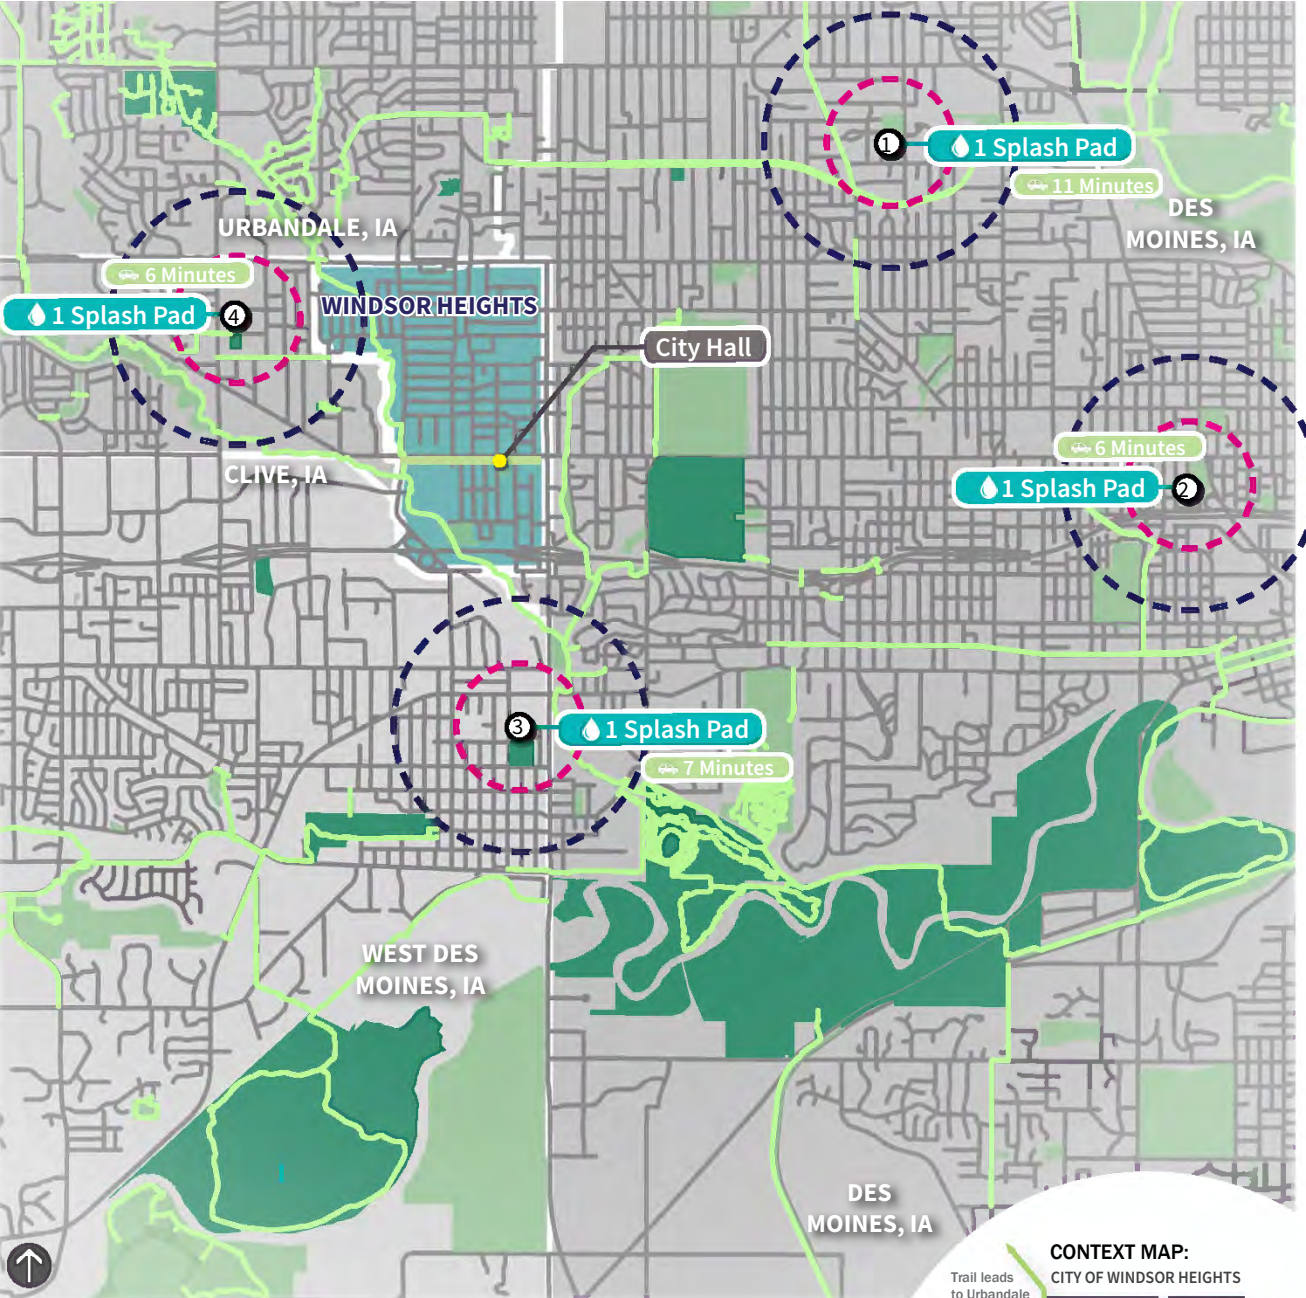 1
1 Splash Pad
11 Minutes
DES
MOINES, IA
URBANDALE, IA
6 Minutes
1 Splash Pad
4
WINDSOR HEIGHTS
City Hall
6 Minutes
1 Splash Pad
2
CLIVE, IA
3
1 Splash Pad
7 Minutes
WEST DES
MOINES, IA
DES
MOINES, IA
CONTEXT MAP:
CITY OF WINDSOR HEIGHTS
Trail leads
to Urbandale